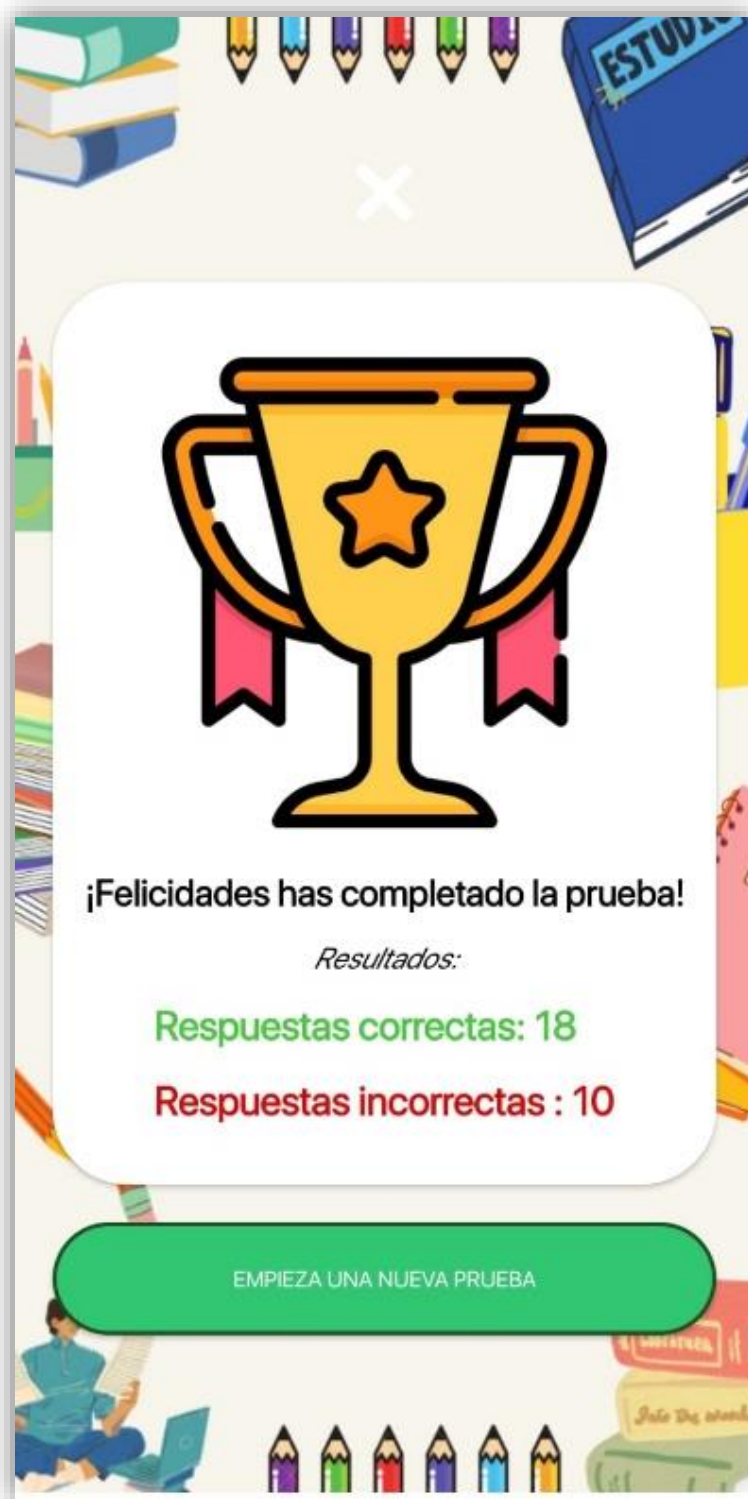 ESTUDIO
¡Felicidades has completado la prueba!
Resultados:
Respuestas correctas: 18
Respuestas incorrectas : 10
EMPIEZA UNA NUEVA PRUEBA